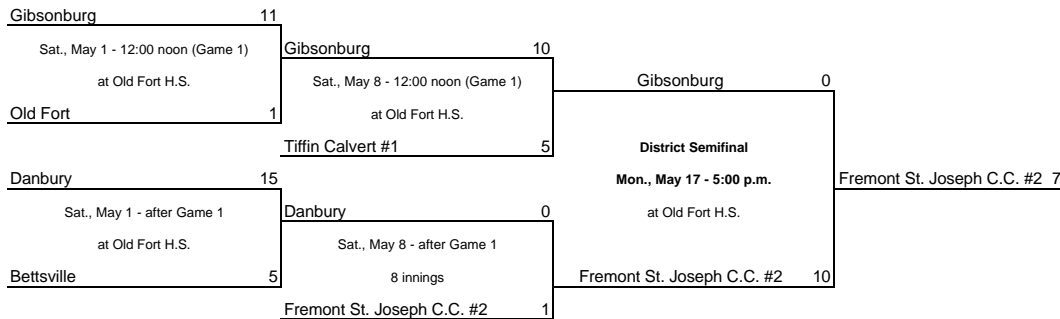 Gibsonburg 11
Sat., May 1 - 12:00 noon (Game 1)
at Old Fort H.S.
Old Fort 1
Gibsonburg 10
Sat., May 8 - 12:00 noon (Game 1)
at Old Fort H.S.
Tiffin Calvert #1 5
Danbury 15
Sat., May 1 - after Game 1
at Old Fort H.S.
Bettsville 5
Danbury 0
Sat., May 8 - after Game 1
8 innings
Fremont St. Joseph C.C. #2 1
Gibsonburg 0
District Semifinal
Mon., May 17 - 5:00 p.m.
at Old Fort H.S.
Fremont St. Joseph C.C. #2 10
Fremont St. Joseph C.C. #2 7